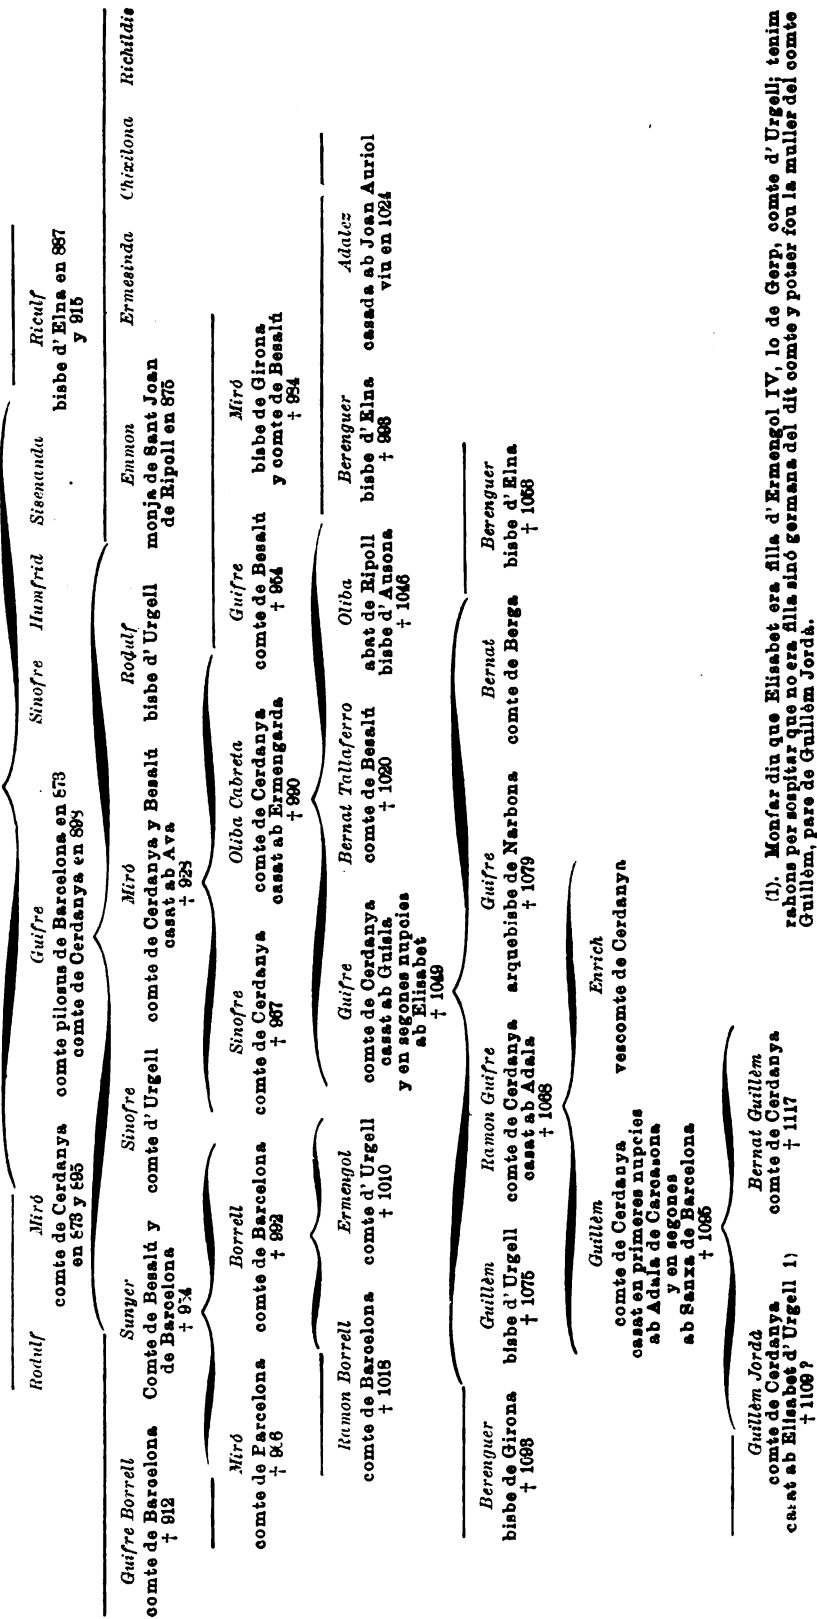 Rodulf
Miró
comte de Cerdanya
en 873 y 895
Guifre
comte pilosus de Barcelona en 873
comte de Cerdanya en 898
Sinofre
Humfrid
Sisenanda
Riculf
bisbe d'Elna en 887
y 915
Guifre Borrell
comte de Barcelona
† 912
Sunyer
Comte de Besalú y
de Barcelona
† 954
Sinofre
comte d'Urgell
Miró
comte de Cerdanya y Besalú
casat ab Ava
† 928
Rodulf
bisbe d'Urgell
Emmon
monja de Sant Joan
de Ripoll en 875
Ermesinda
Chixilona
Richildis
Miró
comte de Barcelona
† 966
Borrell
comte de Barcelona
† 992
Sinofre
comte de Cerdanya
† 967
Oliba Cabreta
comte de Cerdanya
casat ab Ermengarda
† 990
Guifre
comte de Besalú
† 954
Miró
bisbe de Girona
y comte de Besalú
† 984
Ramon Borrell
comte de Barcelona
† 1018
Ermengol
comte d'Urgell
† 1010
Guifre
comte de Cerdanya
casat ab Guisla
y en segones nupcies
ab Elisabet
† 1049
Bernat Tallaferro
comte de Besalú
† 1020
Oliba
abat de Ripoll
bisbe d'Ausona
† 1046
Berenguer
bisbe d'Elna
† 998
Adalez
casada ab Joan Auriol
viu en 1024
Berenguer
bisbe de Girona
† 1093
Guillèm
bisbe d'Urgell
† 1075
Ramon Guifre
comte de Cerdanya
casat ab Adala
† 1068
Guifre
arquebisbe de Narbona
† 1079
Bernat
comte de Berga
Berenguer
bisbe d'Elna
† 1058
Guillèm
comte de Cerdanya
casat en primeres nupcies
ab Adala de Carcasona
y en segones
ab Sanxa de Barcelona
† 1095
Enrich
vescomte de Cerdanya
Guillèm Jordà
comte de Cerdanya
casat ab Elisabet d'Urgell 1)
† 1109?
Bernat Guillèm
comte de Cerdanya
† 1117
(1). Monfar diu que Elisabet era filla d'Ermengol IV, lo de Gerp, comte d'Urgell; tenim
rahons per sospitar que no era filla sinó germana del dit comte y potser fou la muller del comte
Guillèm, pare de Guillèm Jordà.